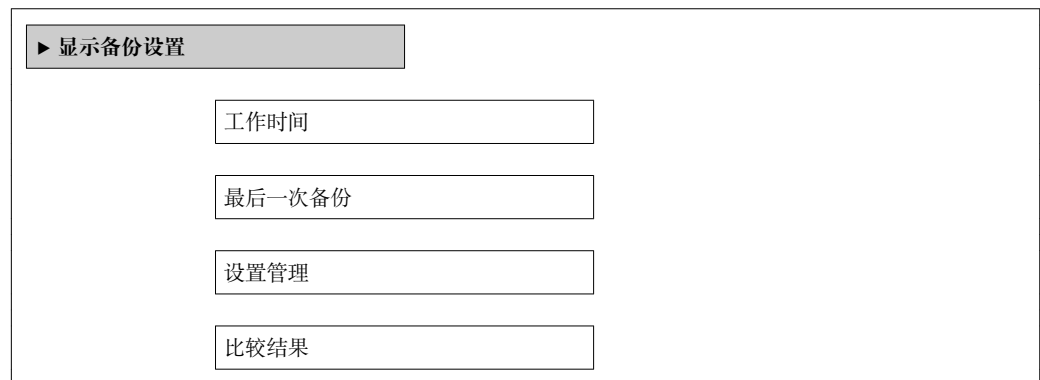 ▶ 显示备份设置
工作时间
最后一次备份
设置管理
比较结果